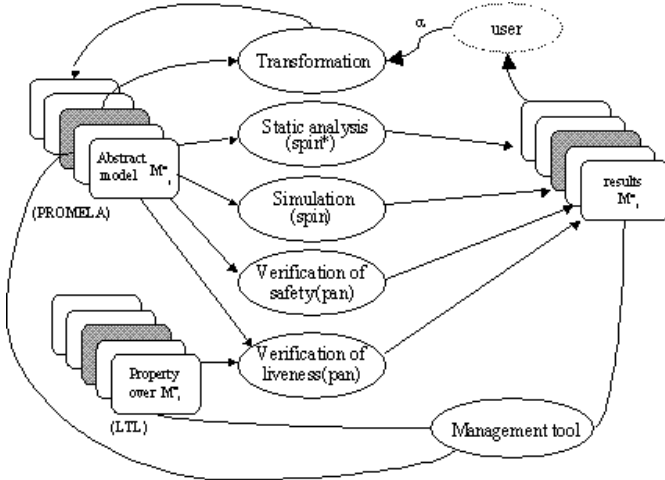 α
user
Transformation
Static analysis
(spin*)
Abstract
model M
(PROMELA)
Simulation
(spin)
results
M
Verification of
safety(pan)
Verification of
liveness(pan)
Property
over M
(LTL)
Management tool